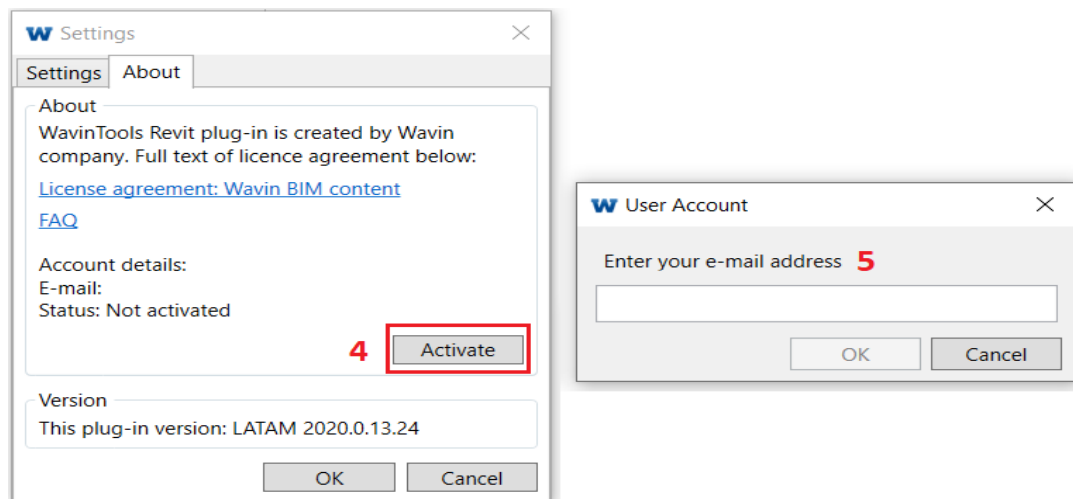 Settings
Settings About
About
WavinTools Revit plug-in is created by Wavin
company. Full text of licence agreement below:
License agreement: Wavin BIM content
FAQ
Account details:
E-mail:
Status: Not activated
4 Activate
Version
This plug-in version: LATAM 2020.0.13.24
OK Cancel
User Account
Enter your e-mail address 5
OK Cancel